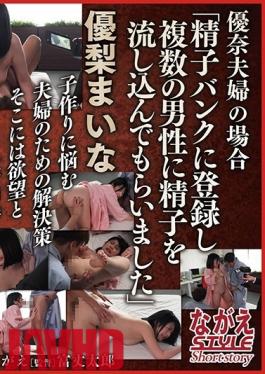 優奈夫婦の場合
「精子バンクに登録し
複数の男性に精子を
流し込んでもらいました」
優梨まいな
子作りに悩む
夫婦のための解決策
そこには欲望と
ながえ
STYLE
Short story